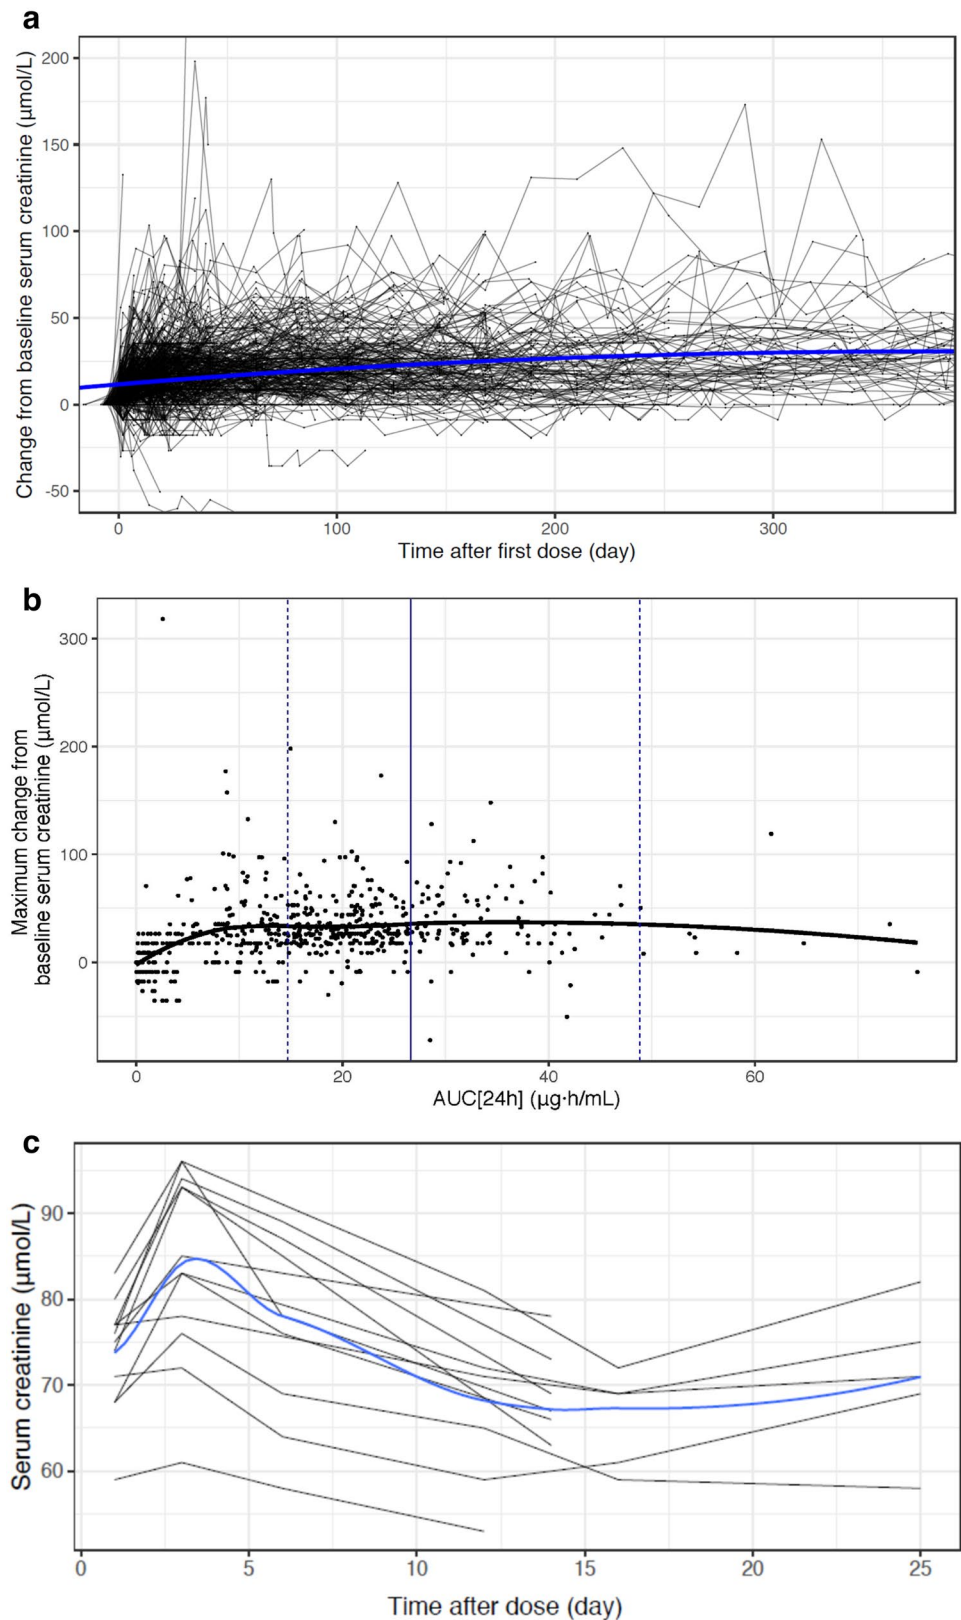 a
Change from baseline serum creatinine (µmol/L)
200
150
100
50
0
-50
0 100 200 300
Time after first dose (day)
b
Maximum change from
baseline serum creatinine (µmol/L)
300
200
100
0
0 20 40 60
AUC[24h] (µg·h/mL)
c
Serum creatinine (µmol/L)
90
80
70
60
0 5 10 15 20 25
Time after dose (day)